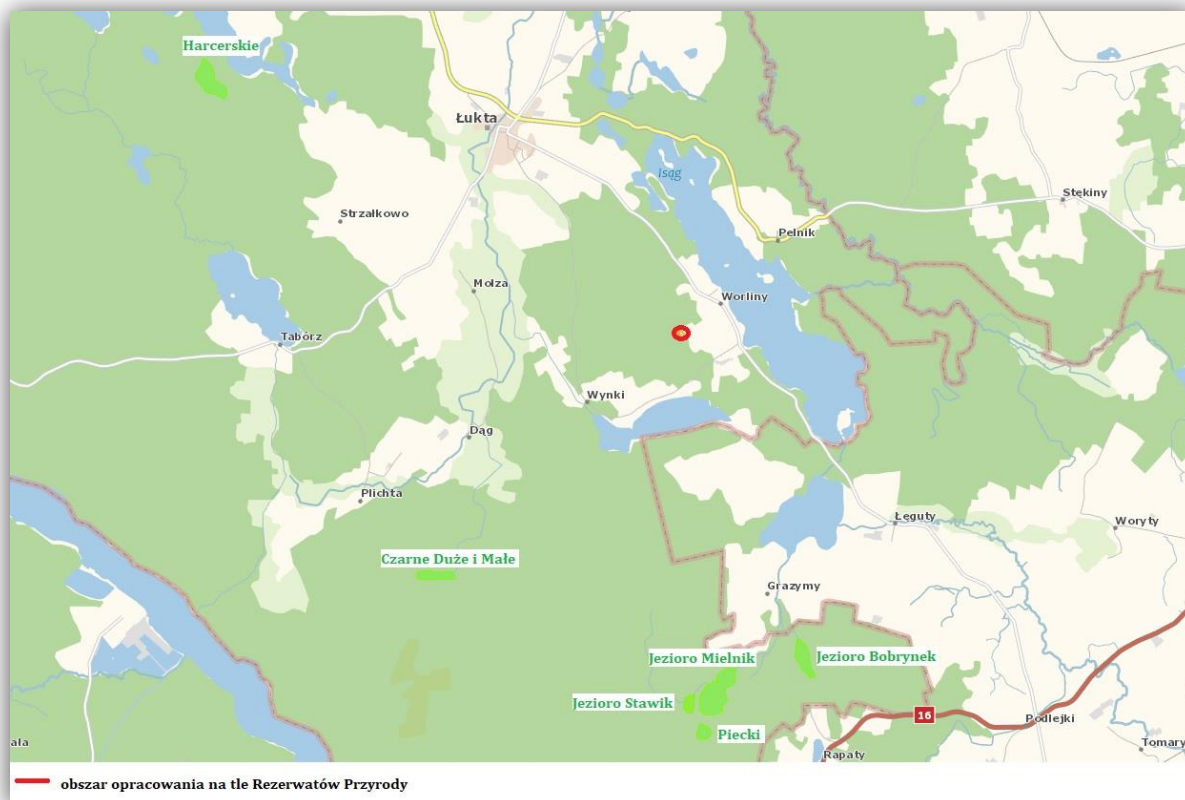 Harcerskie
Łukta
Isąg
Stękiny
Strzałkowo
Pelnik
Molza
Worliny
Tabórz
Wynki
Dąg
Plichta
Łęguty
Woryty
Czarne Duże i Małe
Grazymy
Jezioro Mielnik
Jezioro Bobrynek
Jezioro Stawik
16
Podlejki
Piecki
ała
Rapaty
Tomary
obszar opracowania na tle Rezerwatów Przyrody